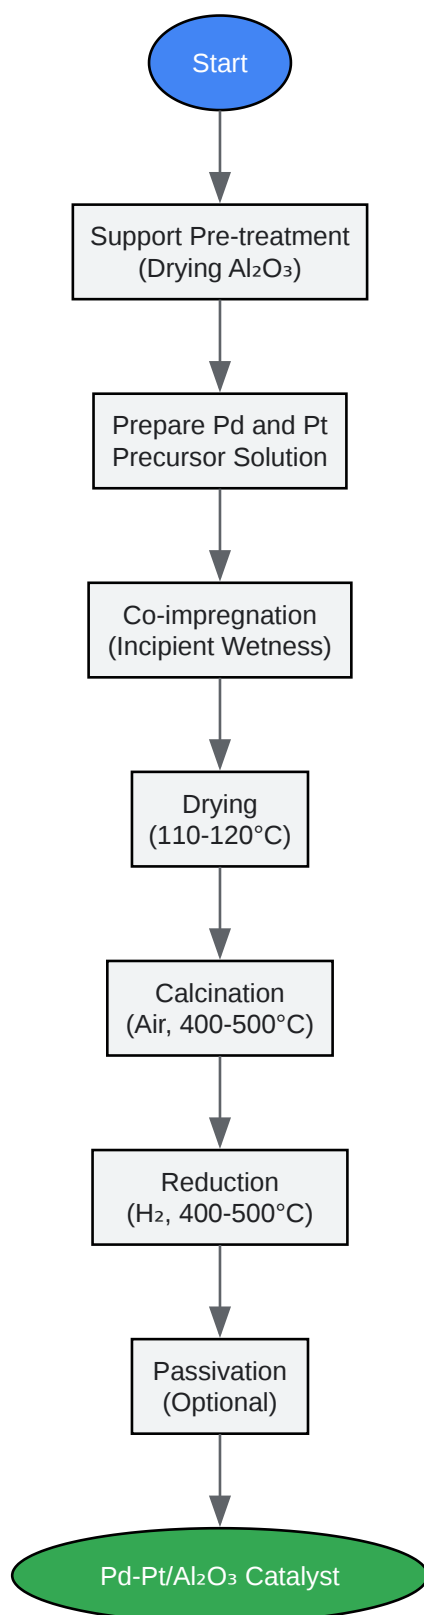 Start
Support Pre-treatment
(Drying Al₂O₃)
Prepare Pd and Pt
Precursor Solution
Co-impregnation
(Incipient Wetness)
Drying
(110-120°C)
Calcination
(Air, 400-500°C)
Reduction
(H₂, 400-500°C)
Passivation
(Optional)
Pd-Pt/Al₂O₃ Catalyst